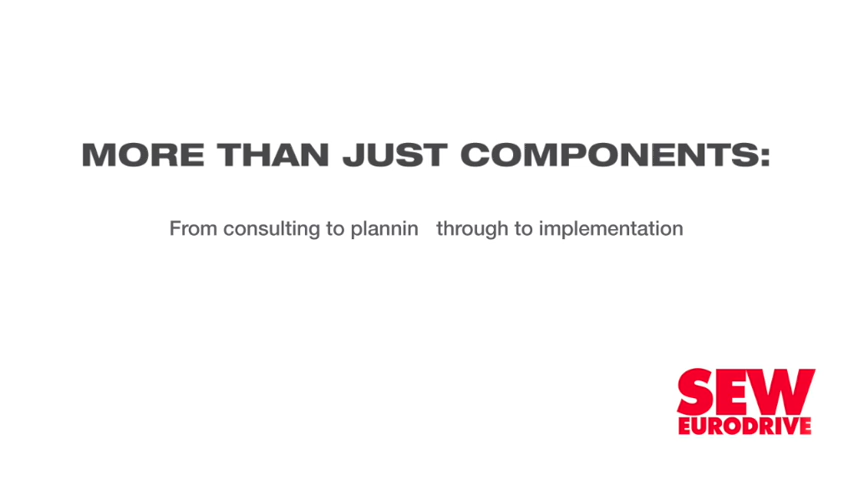 MORE THAN JUST COMPONENTS:
From consulting to plannin through to implementation
SEW
EURODRIVE